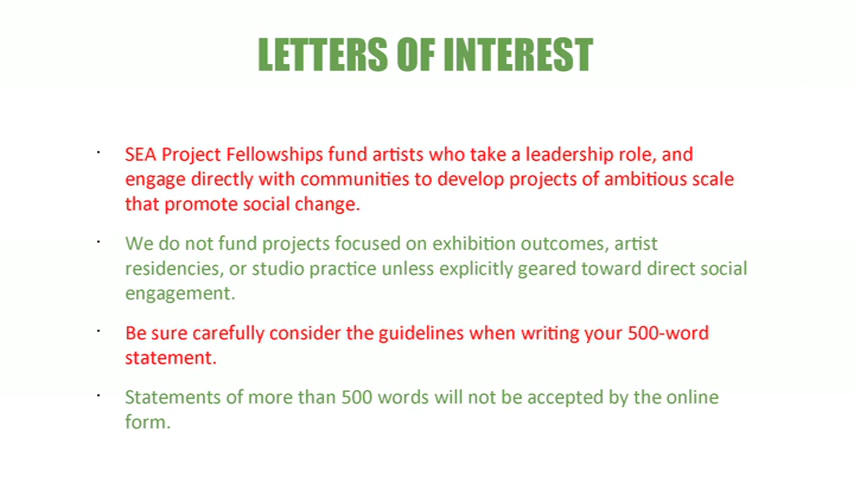 LETTERS OF INTEREST
· SEA Project Fellowships fund artists who take a leadership role, and
engage directly with communities to develop projects of ambitious scale
that promote social change.
· We do not fund projects focused on exhibition outcomes, artist
residencies, or studio practice unless explicitly geared toward direct social
engagement.
· Be sure carefully consider the guidelines when writing your 500-word
statement.
· Statements of more than 500 words will not be accepted by the online
form.